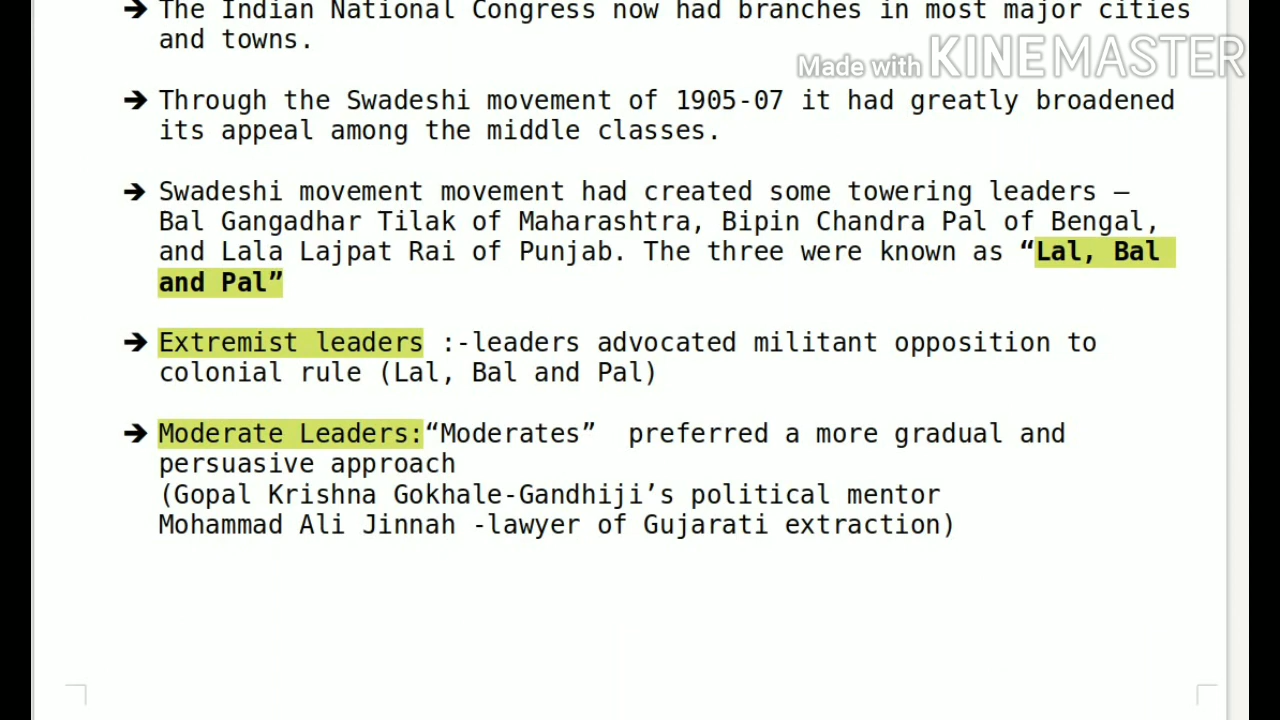 ➔ The Indian National Congress now had branches in most major cities
and towns.
Made with KINEMASTER
➔ Through the Swadeshi movement of 1905-07 it had greatly broadened
its appeal among the middle classes.
➔ Swadeshi movement movement had created some towering leaders –
Bal Gangadhar Tilak of Maharashtra, Bipin Chandra Pal of Bengal,
and Lala Lajpat Rai of Punjab. The three were known as “Lal, Bal
and Pal”
➔ Extremist leaders :-leaders advocated militant opposition to
colonial rule (Lal, Bal and Pal)
➔ Moderate Leaders:“Moderates” preferred a more gradual and
persuasive approach
(Gopal Krishna Gokhale-Gandhiji’s political mentor
Mohammad Ali Jinnah -lawyer of Gujarati extraction)